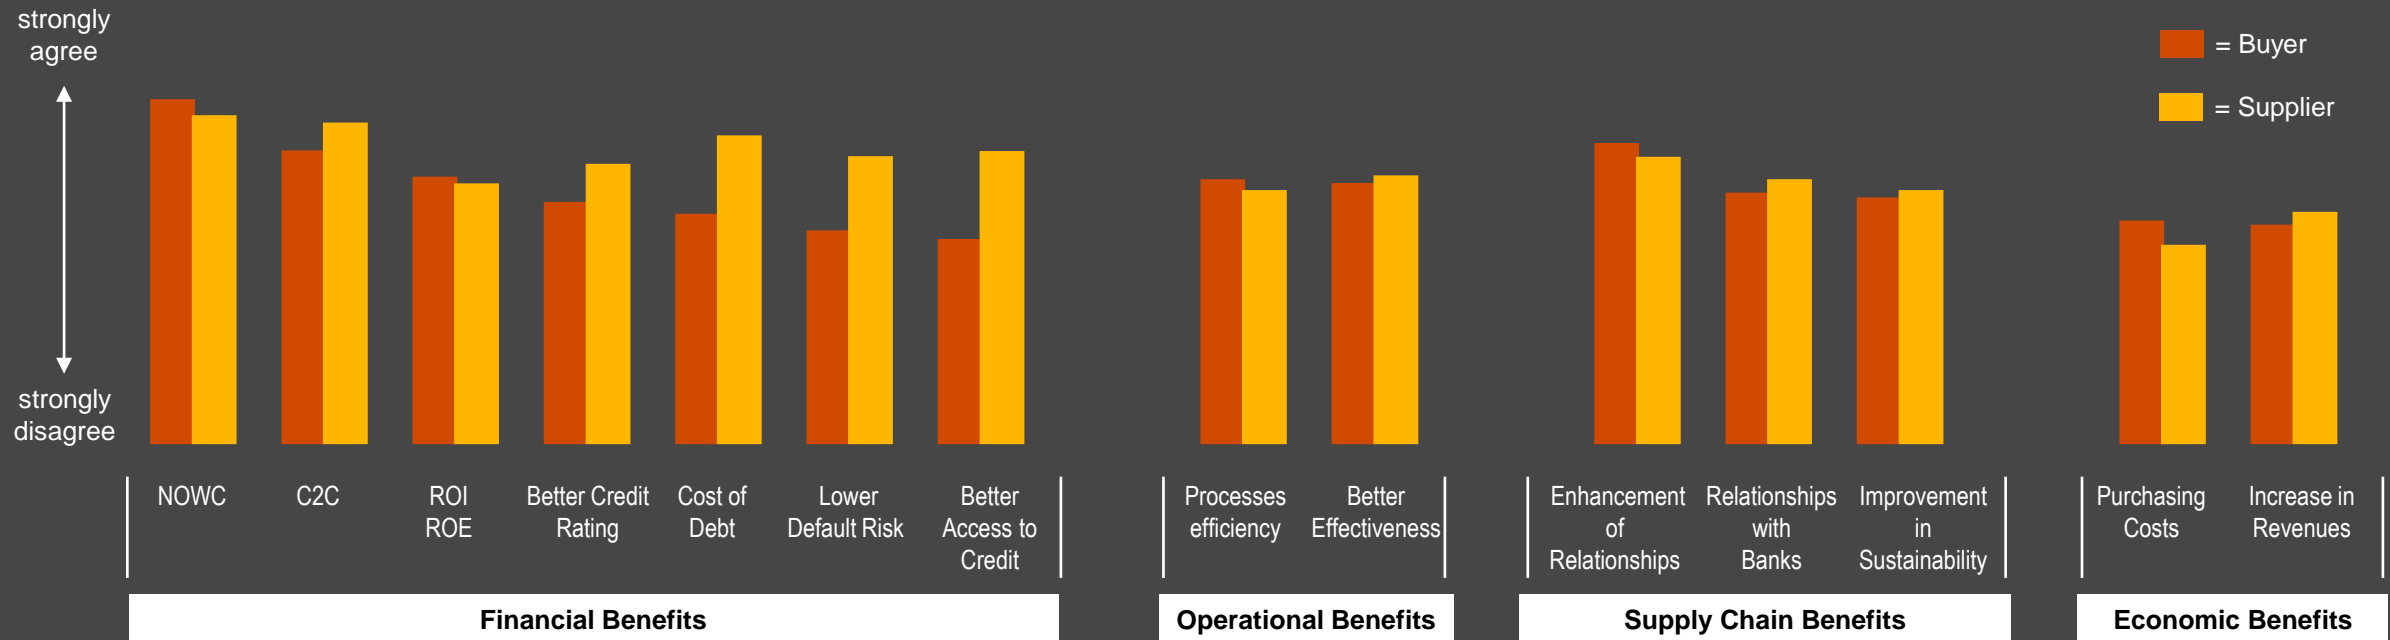 strongly
agree
strongly
disagree
= Buyer
= Supplier
NOWC
C2C
ROI
ROE
Better Credit
Rating
Cost of
Debt
Lower
Default Risk
Better
Access to
Credit
Processes
efficiency
Better
Effectiveness
Enhancement
of
Relationships
Relationships
with
Banks
Improvement
in
Sustainability
Purchasing
Costs
Increase in
Revenues
Financial Benefits
Operational Benefits
Supply Chain Benefits
Economic Benefits